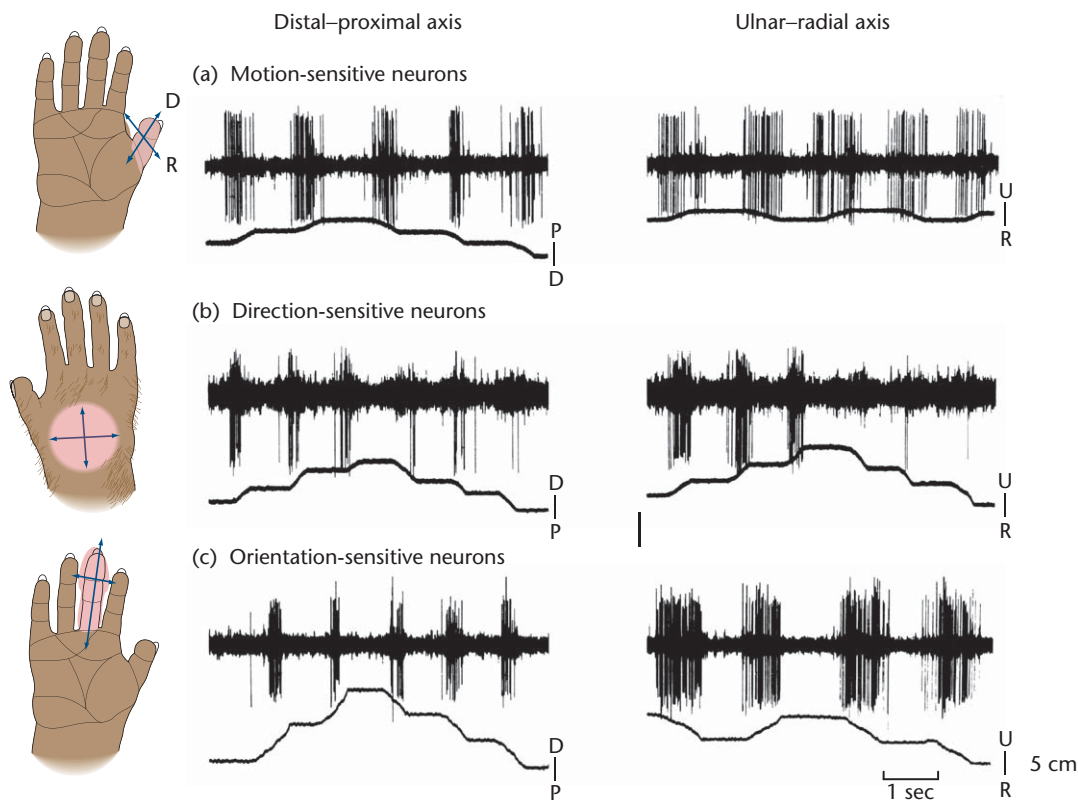 Distal–proximal axis
Ulnar–radial axis
(a) Motion-sensitive neurons
D
R
P
D
U
R
(b) Direction-sensitive neurons
D
P
U
R
(c) Orientation-sensitive neurons
D
P
U
R
5 cm
1 sec